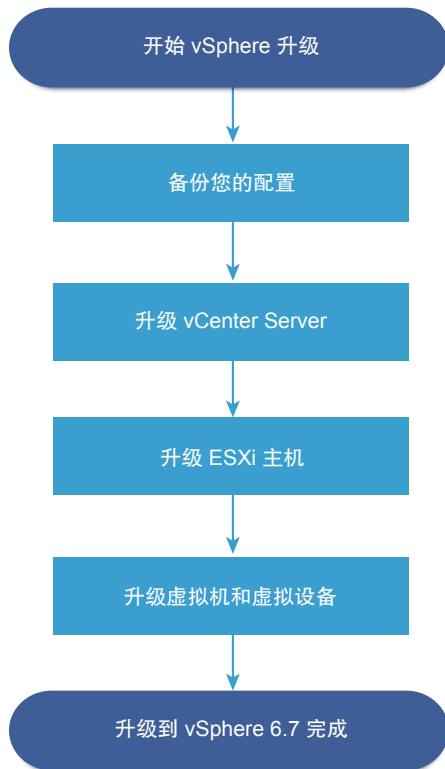 开始 vSphere 升级
备份您的配置
升级 vCenter Server
升级 ESXi 主机
升级虚拟机和虚拟设备
升级到 vSphere 6.7 完成